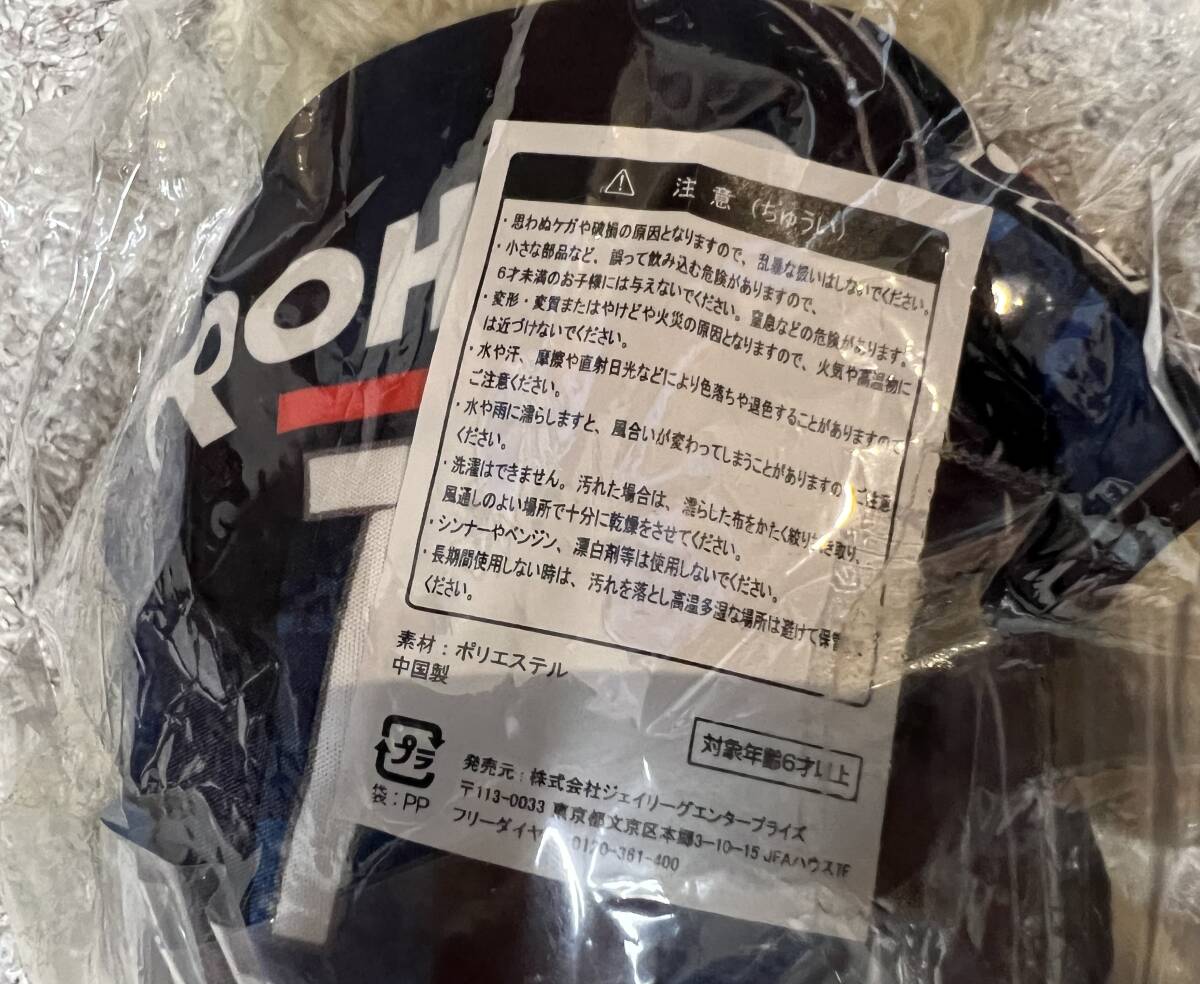 RoH
T
注意 (ちゅうい)
・思わぬケガや破損の原因となりますので、乱暴な扱いはしないでください。
・小さな部品など、誤って飲み込む危険がありますので、
6才未満のお子様には与えないでください。窒息などの危険があります。
・変形・変質またはやけどや火災の原因となりますので、火気や高温物に
は近づけないでください。
・水や汗、摩擦や直射日光などにより色落ちや退色することがありますので
ご注意ください。
・水や雨に濡らしますと、風合いが変わってしまうことがありますの ご注意
ください。
・洗濯はできません。汚れた場合は、濡らした布をかたく絞り き取り、
風通しのよい場所で十分に乾燥をさせてください。
・シンナーやベンジン、漂白剤等は使用しないでください。
・長期間使用しない時は、汚れを落とし高温多湿な場所は避けて保管
ください。
素材：ポリエステル
中国製
対象年齢6才以上
プラ
袋：PP
発売元：株式会社ジェイリーグエンタープライズ
〒113-0033 東京都文京区本郷3-10-15 JFAハウス1F
フリーダイヤ 0120-361-400